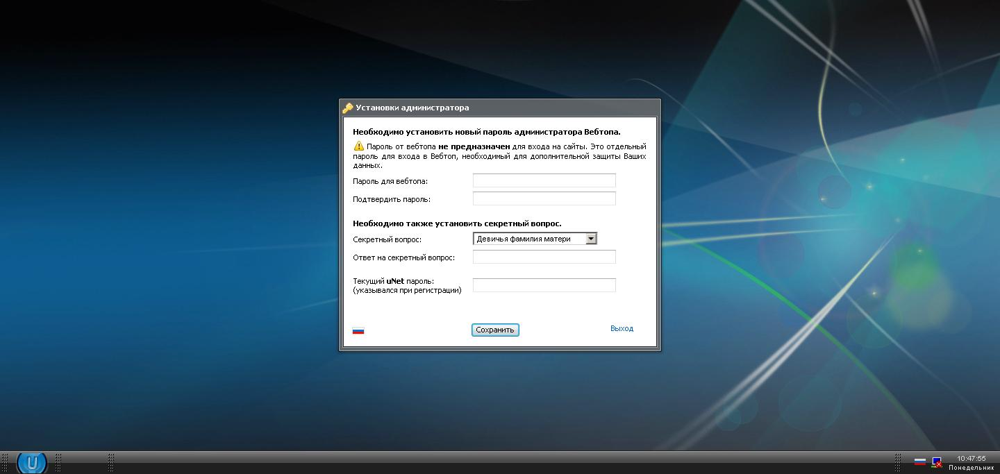 Установки администратора
Необходимо установить новый пароль администратора Вебтопа.
Пароль от вебтопа не предназначен для входа на сайты. Это отдельный
пароль для входа в Вебтоп, необходимый для дополнительной защиты Ваших
данных.
Пароль для вебтопа:
Подтвердить пароль:
Необходимо также установить секретный вопрос.
Секретный вопрос:
Девичья фамилия матери
Ответ на секретный вопрос:
Текущий uNet пароль:
(указывался при регистрации)
Сохранить
Выход
U
10:47:55
Понедельник